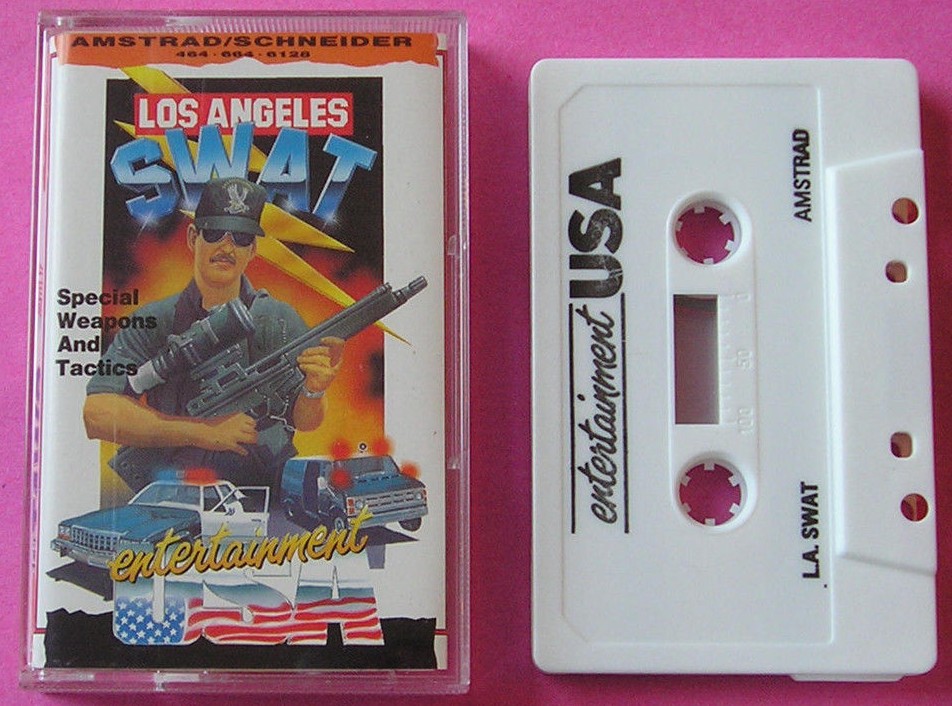 AMSTRAD/SCHNEIDER
464 · 664 · 6128
LOS ANGELES
SWAT
Special
Weapons
And
Tactics
entertainment
USA
entertainment USA
AMSTRAD
L.A. SWAT
0
50
100